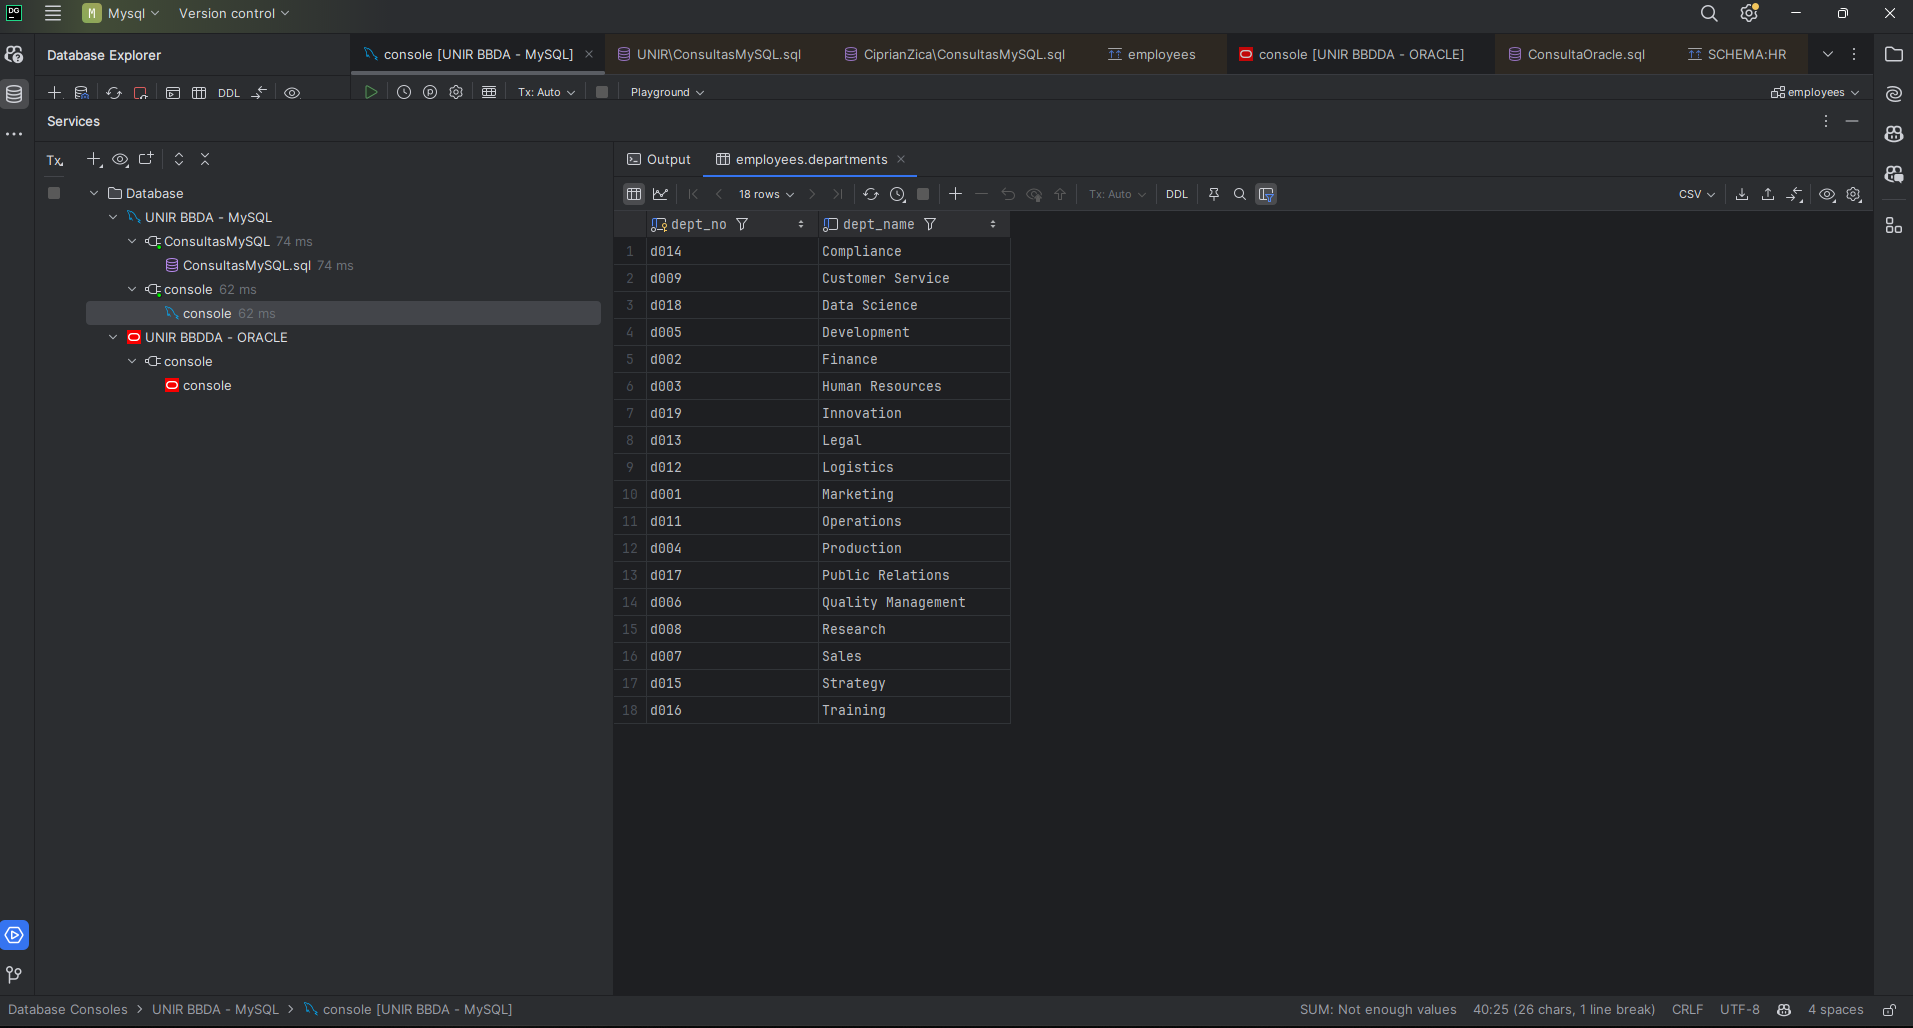 DG M Mysql Version control
Database Explorer
console [UNIR BBDA - MySQL] UNIR\ConsultasMySQL.sql CiprianZica\ConsultasMySQL.sql employees console [UNIR BBDDA - ORACLE] ConsultaOracle.sql SCHEMA:HR
DDL Tx: Auto Playground employees
Services
Tx
Output employees.departments
Database
UNIR BBDA - MySQL
ConsultasMySQL 74 ms
ConsultasMySQL.sql 74 ms
console 62 ms
console 62 ms
UNIR BBDDA - ORACLE
console
console
18 rows Tx: Auto DDL CSV
dept_no dept_name
1 d014 Compliance
2 d009 Customer Service
3 d018 Data Science
4 d005 Development
5 d002 Finance
6 d003 Human Resources
7 d019 Innovation
8 d013 Legal
9 d012 Logistics
10 d001 Marketing
11 d011 Operations
12 d004 Production
13 d017 Public Relations
14 d006 Quality Management
15 d008 Research
16 d007 Sales
17 d015 Strategy
18 d016 Training
Database Consoles > UNIR BBDA - MySQL > console [UNIR BBDA - MySQL] SUM: Not enough values 40:25 (26 chars, 1 line break) CRLF UTF-8 4 spaces